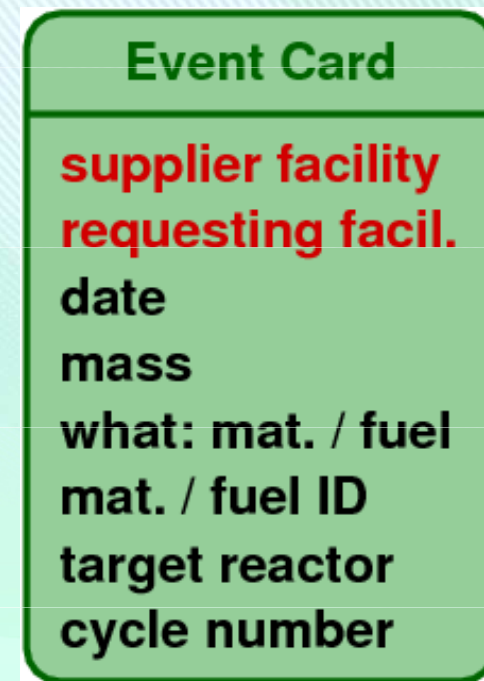 Event Card
supplier facility
requesting facil.
date
mass
what: mat. / fuel
mat. / fuel ID
target reactor
cycle number